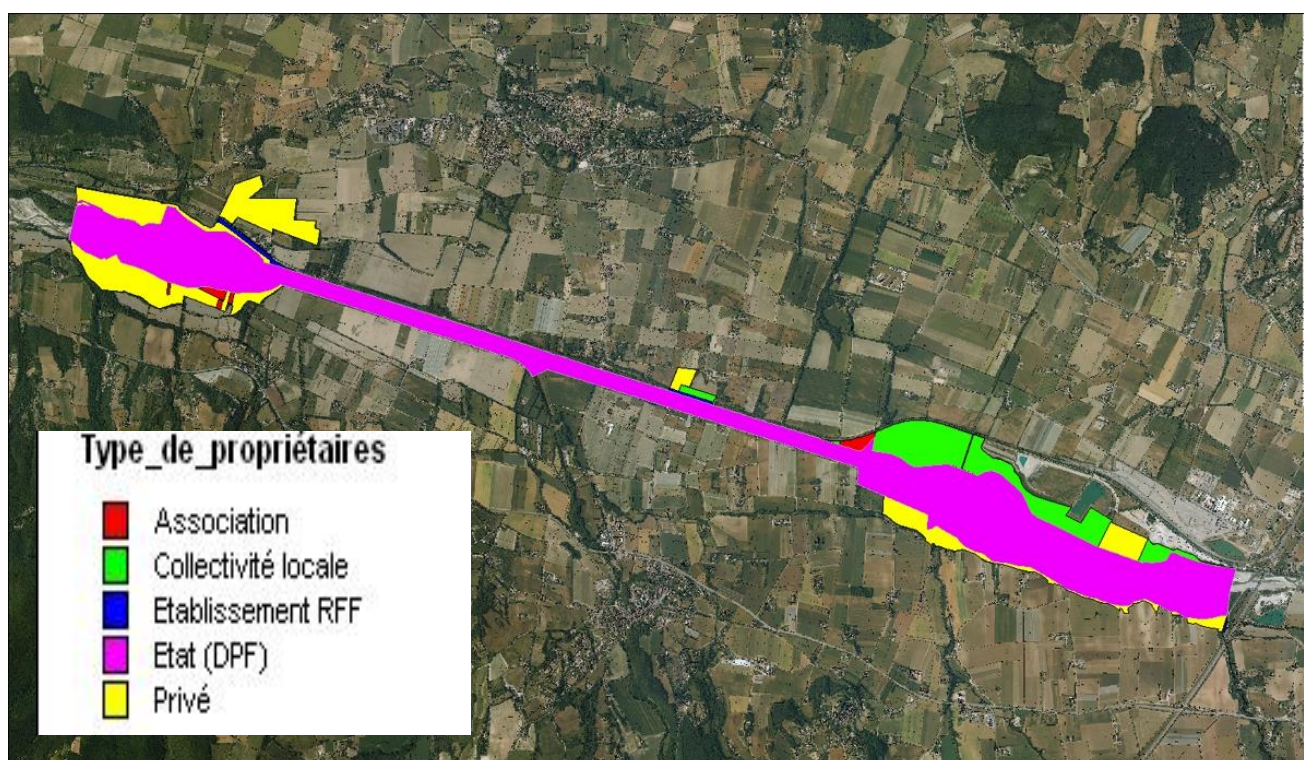 Type_de_propriétaires
Association
Collectivité locale
Etablissement RFF
Etat (DPF)
Privé